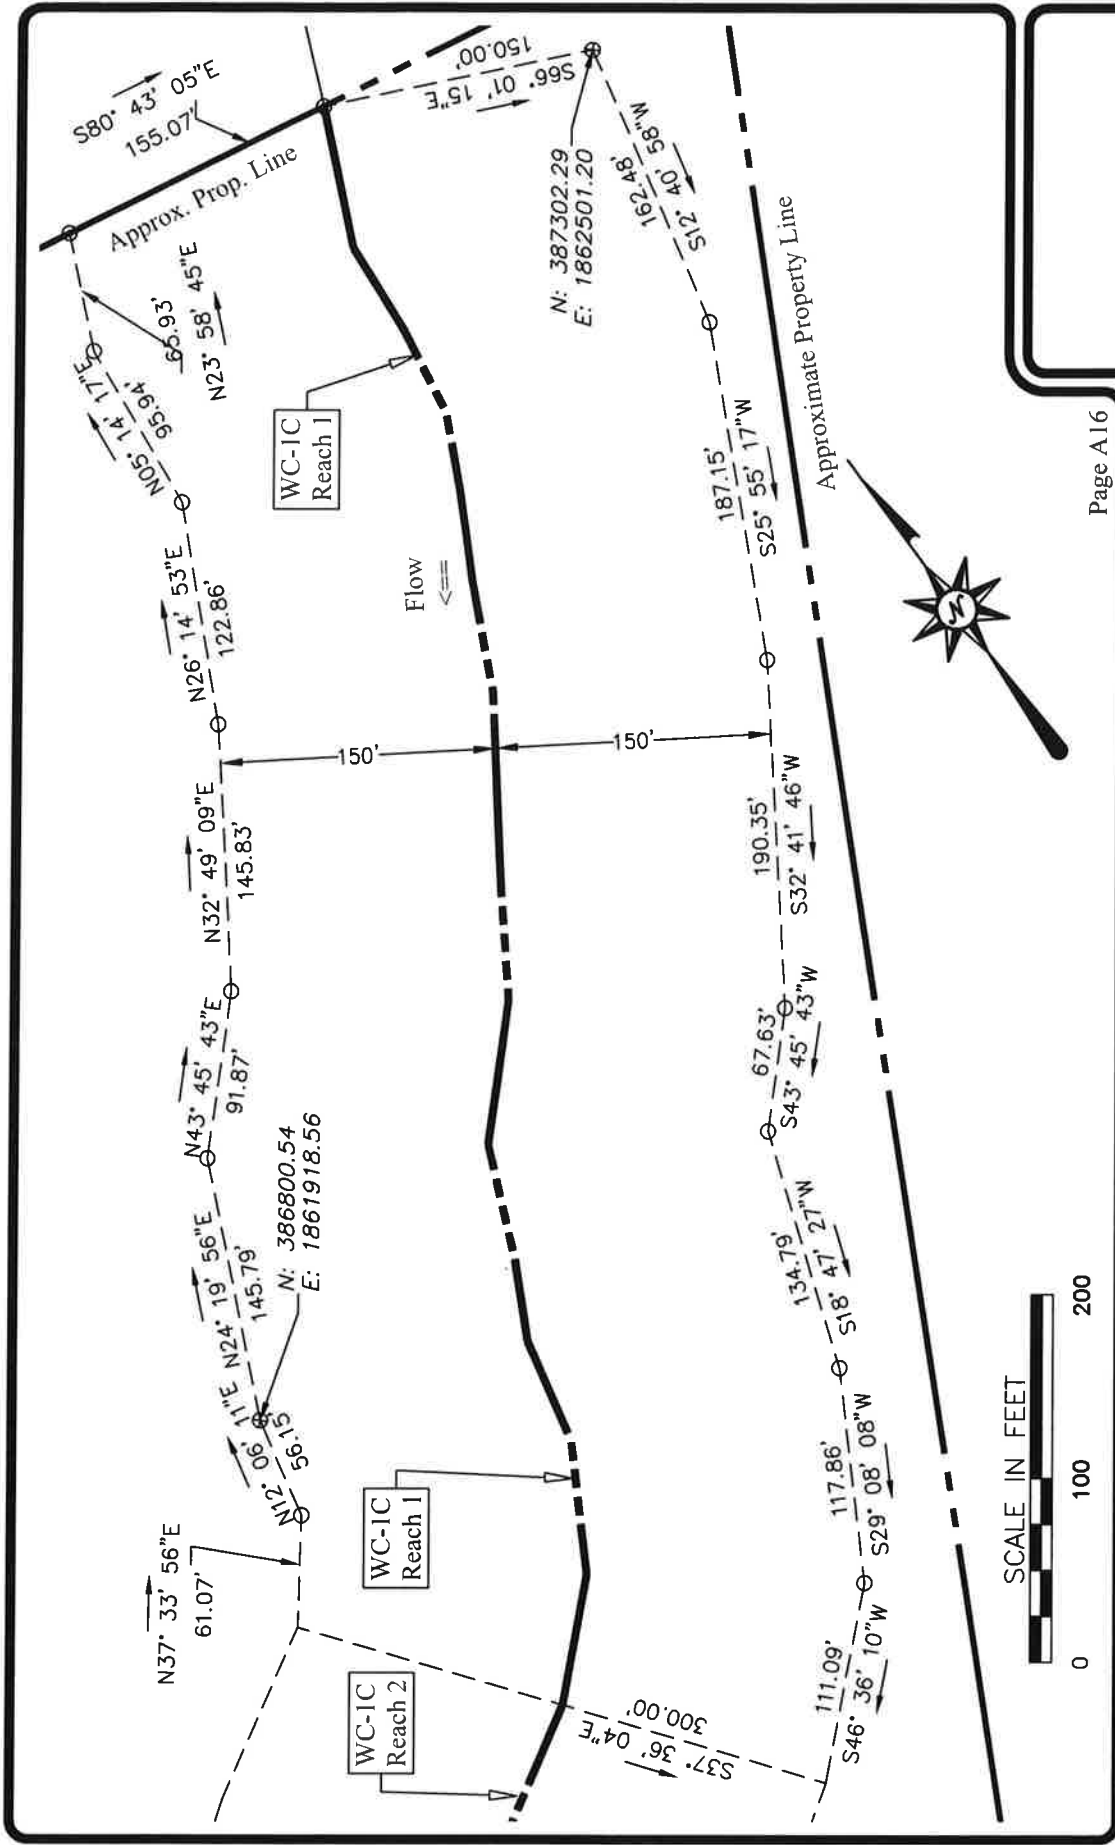 S80° 43' 05"E
155.07'
Approx. Prop. Line
S66° 01' 15"E
150.00'
65.93'
N23° 58' 45"E
N05° 14' 17"E
95.94'
N: 387302.29
E: 1862501.20
162.48'
S12° 40' 58"W
WC-1C
Reach 1
N26° 14' 53"E
122.86'
Flow
187.15'
S25° 55' 17"W
Approximate Property Line
150'
150'
N
N32° 49' 09"E
145.83'
190.35'
S32° 41' 46"W
N43° 45' 43"E
91.87'
67.63'
S43° 45' 43"W
N24° 19' 56"E
145.79'
N: 386800.54
E: 1861918.56
134.79'
S18° 47' 27"W
N12° 06' 11"E
56.15'
WC-1C
Reach 1
117.86'
S29° 08' 08"W
N37° 33' 56"E
61.07'
WC-1C
Reach 2
S37° 36' 04"E
300.00'
111.09'
S46° 36' 10"W
SCALE IN FEET
0 100 200
Page A16